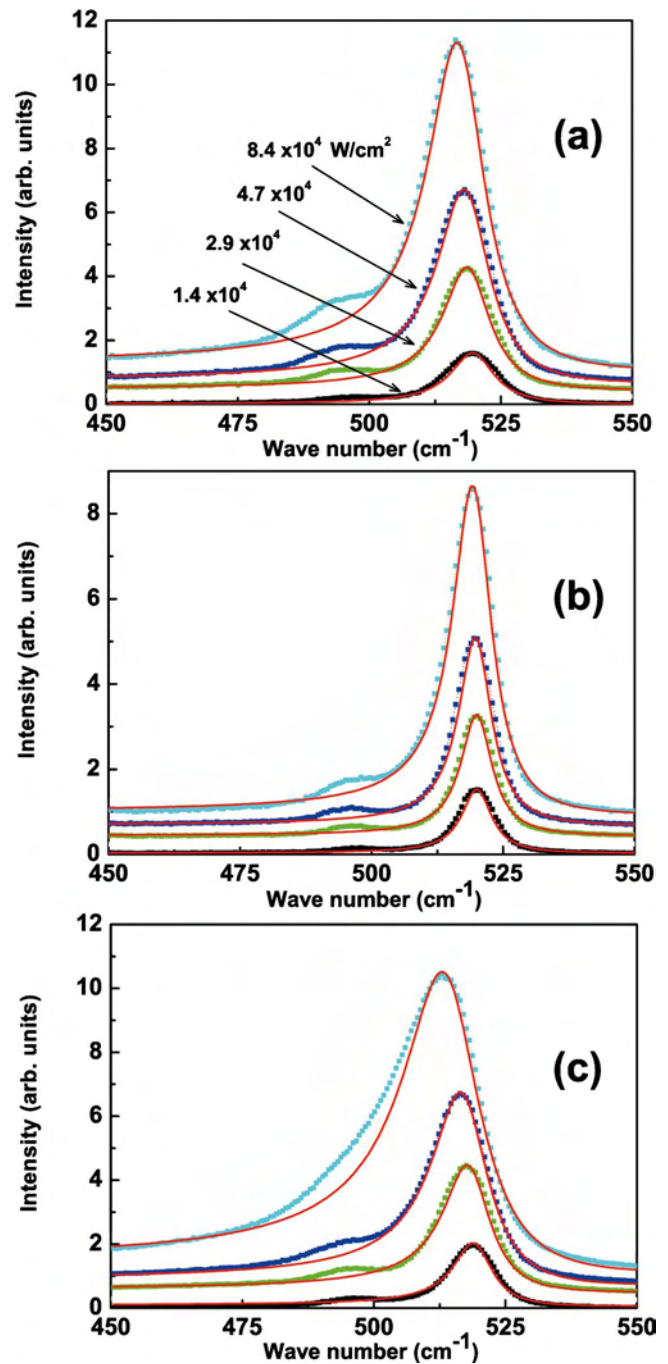 12
10
8
6
4
2
0
Intensity (arb. units)
(a)
8.4 x10⁴ W/cm²
4.7 x10⁴
2.9 x10⁴
1.4 x10⁴
450 475 500 525 550
Wave number (cm⁻¹)
8
6
4
2
0
Intensity (arb. units)
(b)
450 475 500 525 550
Wave number (cm⁻¹)
12
10
8
6
4
2
0
Intensity (arb. units)
(c)
450 475 500 525 550
Wave number (cm⁻¹)